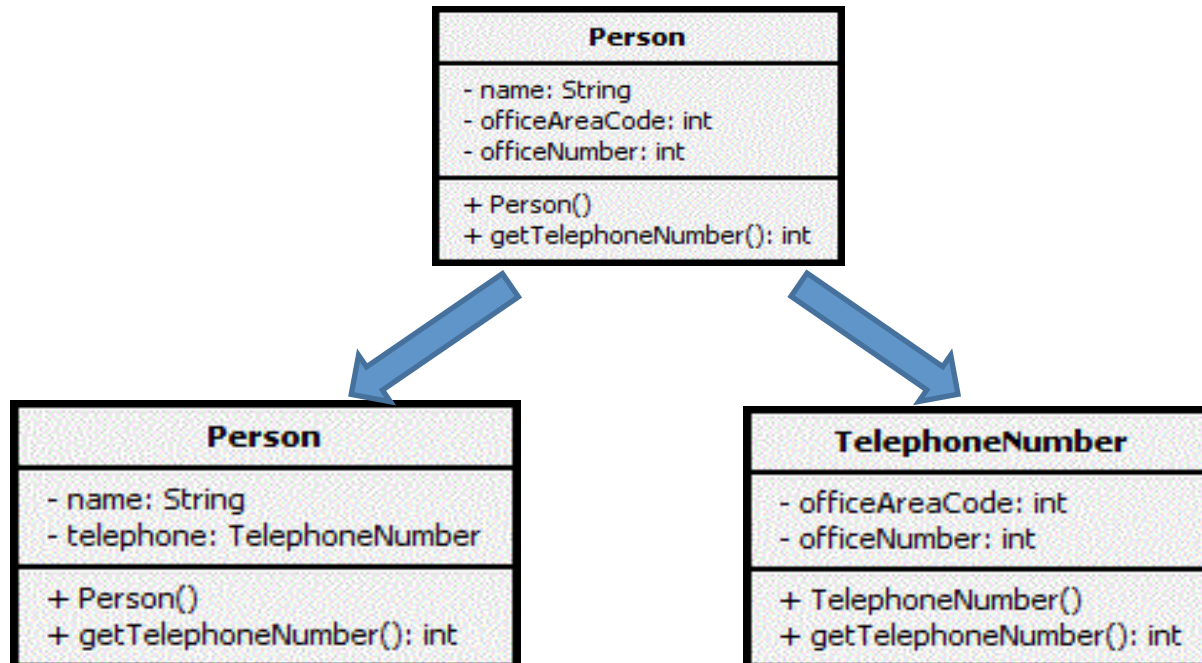 Person
- name: String
- officeAreaCode: int
- officeNumber: int
+ Person()
+ getTelephoneNumber(): int
Person
- name: String
- telephone: TelephoneNumber
+ Person()
+ getTelephoneNumber(): int
TelephoneNumber
- officeAreaCode: int
- officeNumber: int
+ TelephoneNumber()
+ getTelephoneNumber(): int